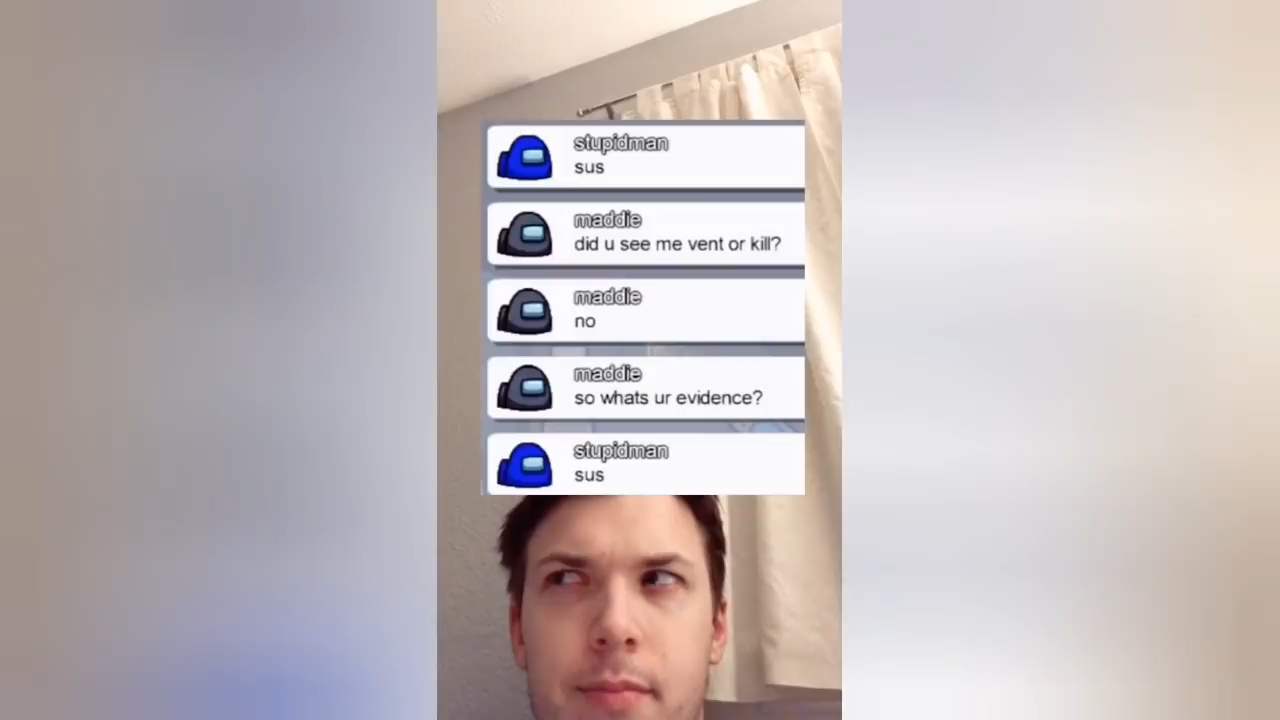 stupidman
sus
maddie
did u see me vent or kill?
maddie
no
maddie
so whats ur evidence?
stupidman
sus